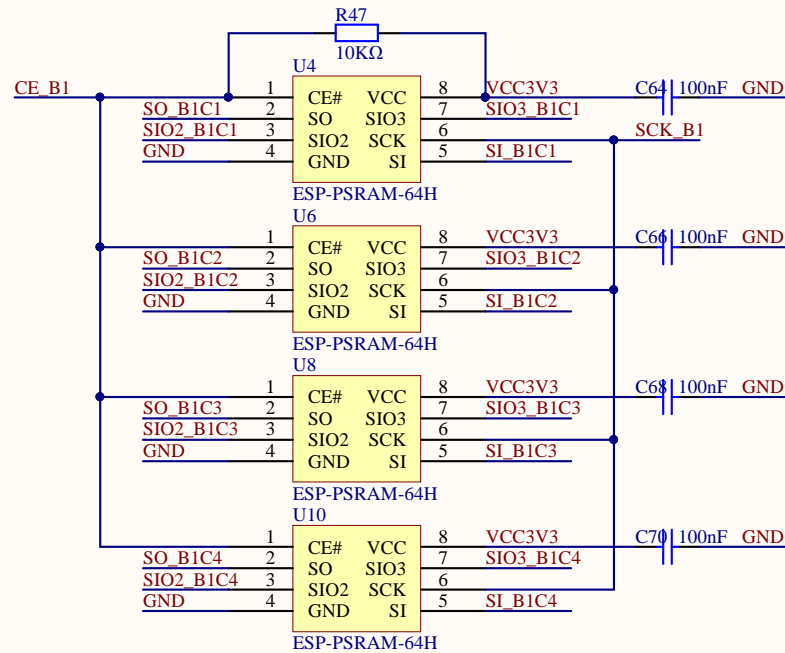 R47
10KΩ
U4
CE_B1 1 CE# VCC 8 VCC3V3 C64 100nF GND
SO_B1C1 2 SO SIO3 7 SIO3_B1C1
SIO2_B1C1 3 SIO2 SCK 6 SCK_B1
GND 4 GND SI 5 SI_B1C1
ESP-PSRAM-64H
U6
1 CE# VCC 8 VCC3V3 C66 100nF GND
SO_B1C2 2 SO SIO3 7 SIO3_B1C2
SIO2_B1C2 3 SIO2 SCK 6
GND 4 GND SI 5 SI_B1C2
ESP-PSRAM-64H
U8
1 CE# VCC 8 VCC3V3 C68 100nF GND
SO_B1C3 2 SO SIO3 7 SIO3_B1C3
SIO2_B1C3 3 SIO2 SCK 6
GND 4 GND SI 5 SI_B1C3
ESP-PSRAM-64H
U10
1 CE# VCC 8 VCC3V3 C70 100nF GND
SO_B1C4 2 SO SIO3 7 SIO3_B1C4
SIO2_B1C4 3 SIO2 SCK 6
GND 4 GND SI 5 SI_B1C4
ESP-PSRAM-64H